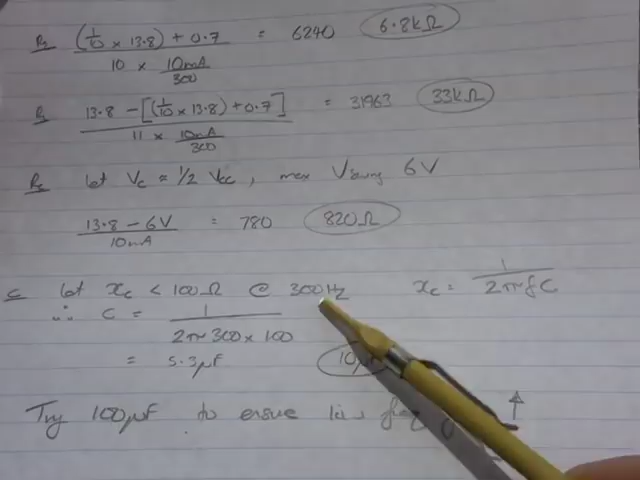 R2 (1/10 × 13.8) + 0.7 / 10 × 10mA/300 = 6240 6.8kΩ
R1 13.8 - [(1/10 × 13.8) + 0.7] / 11 × 10mA/300 = 31963 33kΩ
Rc let Vc = 1/2 Vcc, max Vswing 6V
13.8 - 6V / 10mA = 780 820Ω
C let xc < 100Ω @ 300Hz xc = 1 / 2πfC
∴ C = 1 / 2π 300 × 100
= 5.3μF 10μ
Try 100μF to ensure freq ↑